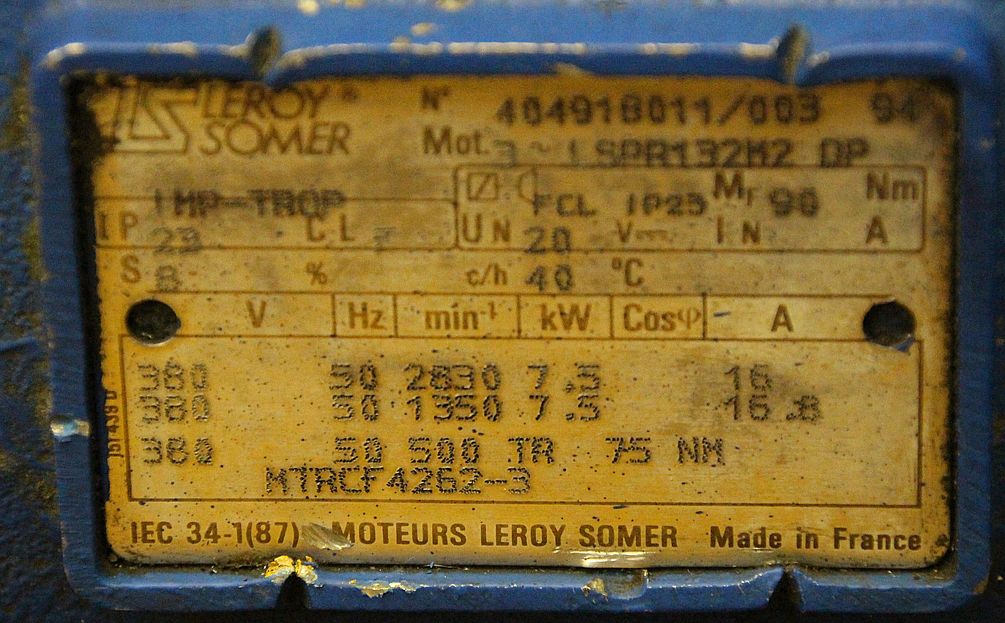 LS LEROY® SOMER
N° 404918011/003 94
Mot. 3 ~ LSPR132M2 DP
IMP-TROP FCL IP23 Mf 90 Nm
IP 23 CL F UN 20 V IN A
S 8 % c/h 40 °C
V Hz min-1 kW Cosφ A
380 50 2830 7.5 16
380 50 1350 7.5 16.8
380 50 500 TR 75 NM
MTRCF4262-3
IEC 34-1(87) MOTEURS LEROY SOMER Made in France